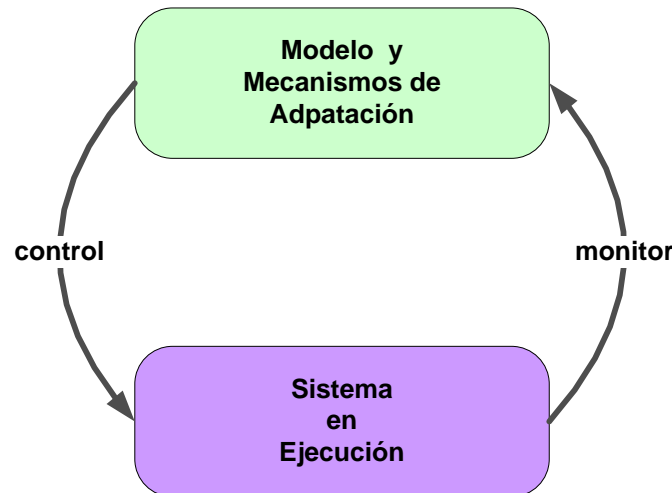 Modelo y
Mecanismos de
Adpatación
control
monitor
Sistema
en
Ejecución